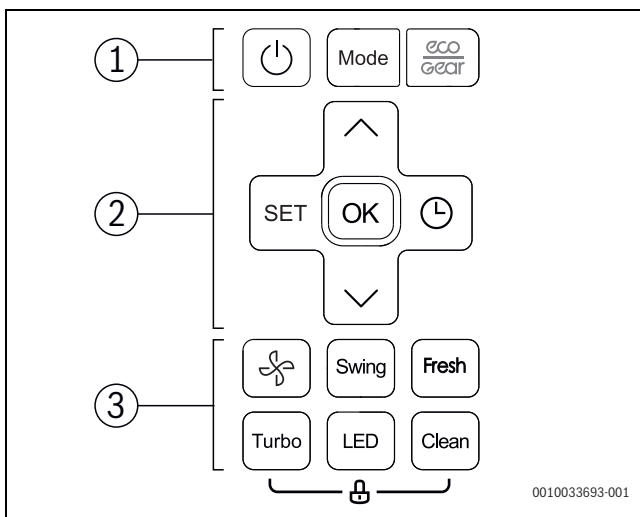 1
Mode
eco
Gear
2
SET
OK
3
Swing
Fresh
Turbo
LED
Clean
0010033693-001